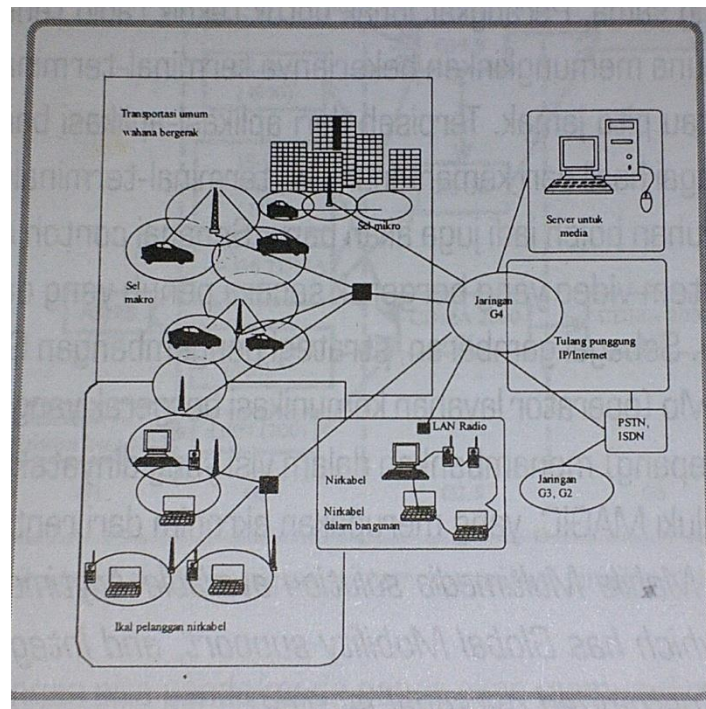 Transportasi umum
wahana bergerak
Sel mikro
Sel
makro
Server untuk
media
Jaringan
G4
Tulang punggung
IP/Internet
PSTN,
ISDN
LAN Radio
Nirkabel
Nirkabel
dalam bangunan
Jaringan
G3, G2
Ikal pelanggan nirkabel